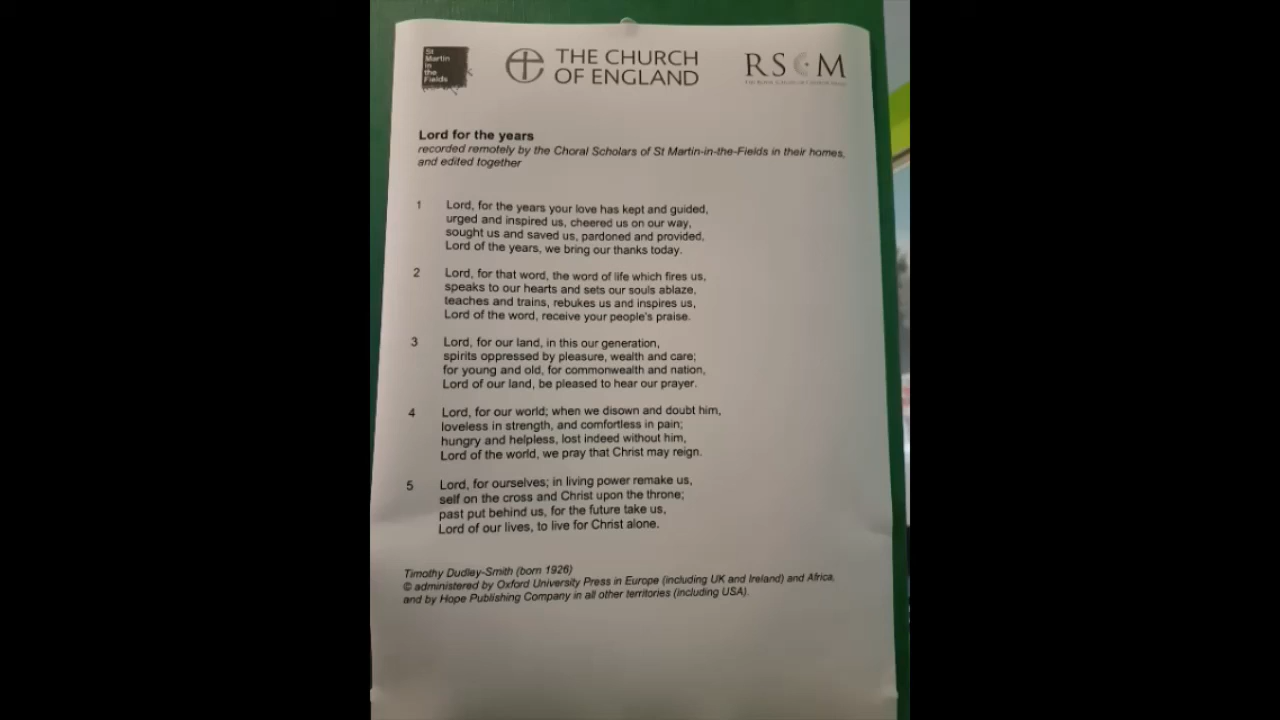 St
Martin
in
the
Fields
THE CHURCH
OF ENGLAND
RSCM
Lord for the years
recorded remotely by the Choral Scholars of St Martin-in-the-Fields in their homes,
and edited together
1 Lord, for the years your love has kept and guided,
urged and inspired us, cheered us on our way,
sought us and saved us, pardoned and provided,
Lord of the years, we bring our thanks today.
2 Lord, for that word, the word of life which fires us,
speaks to our hearts and sets our souls ablaze,
teaches and trains, rebukes us and inspires us,
Lord of the word, receive your people's praise.
3 Lord, for our land, in this our generation,
spirits oppressed by pleasure, wealth and care;
for young and old, for commonwealth and nation,
Lord of our land, be pleased to hear our prayer.
4 Lord, for our world; when we disown and doubt him,
loveless in strength, and comfortless in pain;
hungry and helpless, lost indeed without him,
Lord of the world, we pray that Christ may reign.
5 Lord, for ourselves; in living power remake us,
self on the cross and Christ upon the throne;
past put behind us, for the future take us,
Lord of our lives, to live for Christ alone.
Timothy Dudley-Smith (born 1926)
© administered by Oxford University Press in Europe (including UK and Ireland) and Africa,
and by Hope Publishing Company in all other territories (including USA).